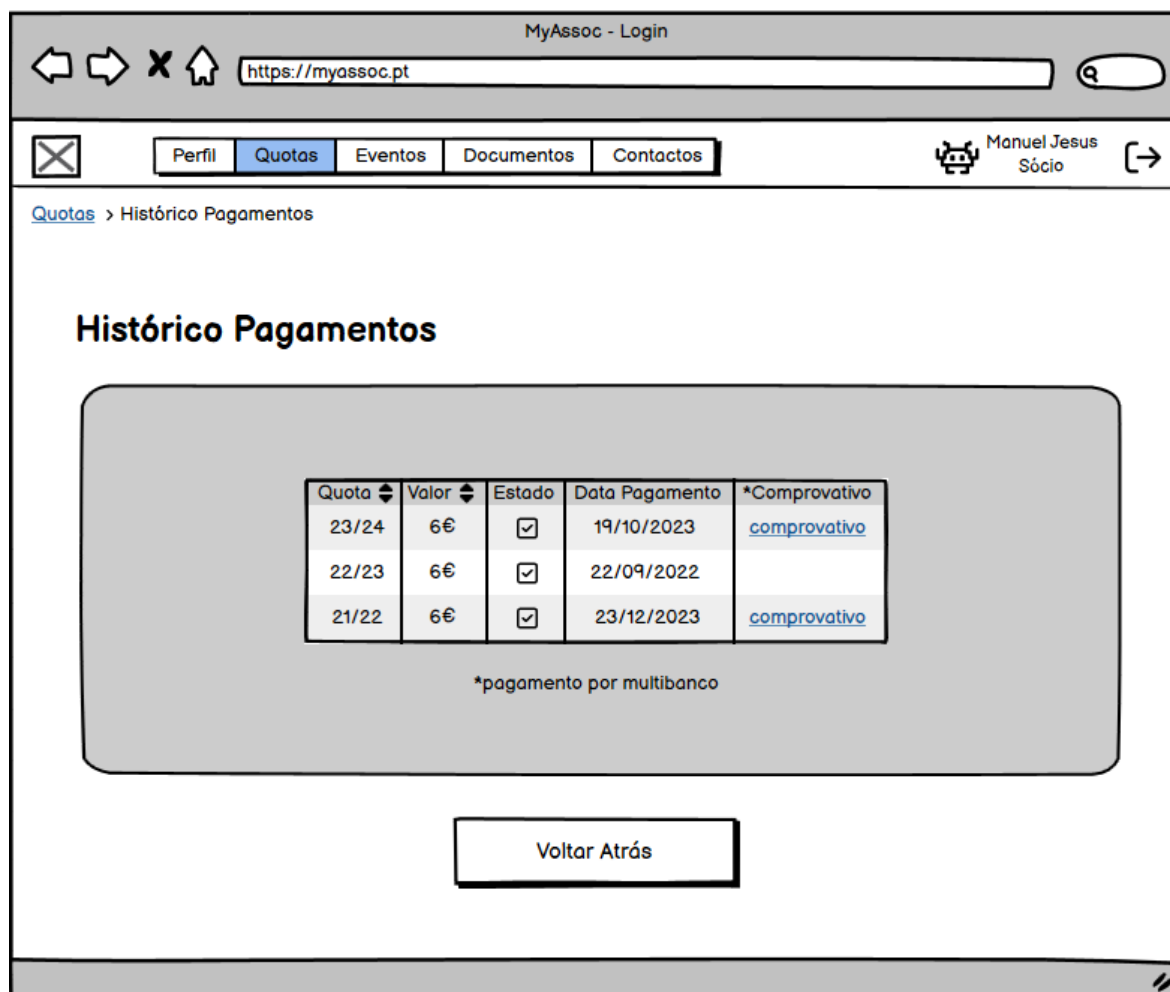 MyAssoc - Login
https://myassoc.pt
Perfil Quotas Eventos Documentos Contactos
Manuel Jesus
Sócio
Quotas > Histórico Pagamentos
Histórico Pagamentos
Quota Valor Estado Data Pagamento *Comprovativo
23/24 6€ 19/10/2023 comprovativo
22/23 6€ 22/09/2022
21/22 6€ 23/12/2023 comprovativo
*pagamento por multibanco
Voltar Atrás